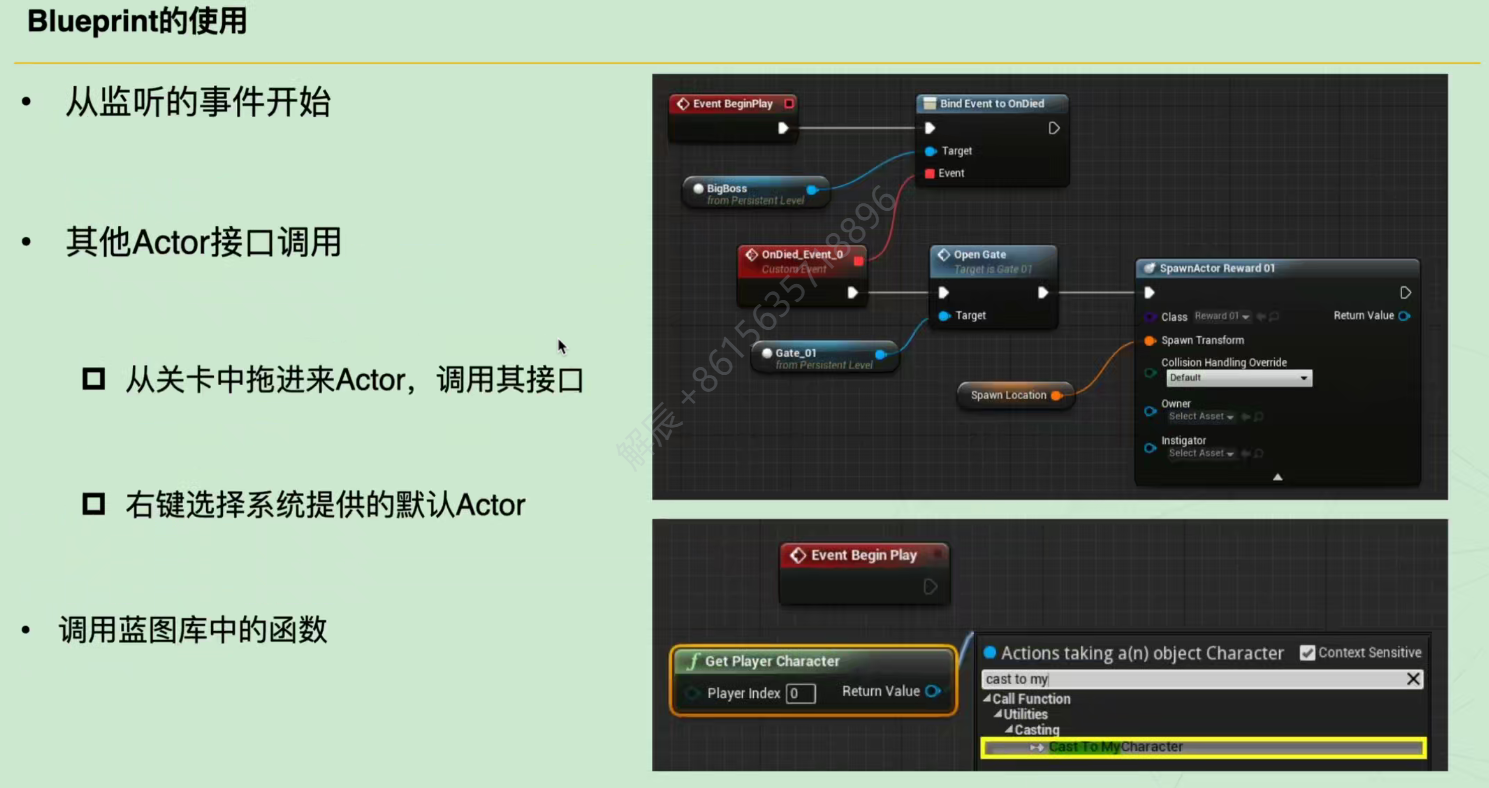 Blueprint的使用
• 从监听的事件开始
• 其他Actor接口调用
从关卡中拖进来Actor，调用其接口
右键选择系统提供的默认Actor
• 调用蓝图库中的函数
Event BeginPlay
Bind Event to OnDied
Target
Event
BigBoss
from Persistent Level
OnDied_Event_0
Custom Event
Open Gate
Target is Gate 01
Target
Gate_01
from Persistent Level
Spawn Location
SpawnActor Reward 01
Class Reward 01
Return Value
Spawn Transform
Collision Handling Override
Default
Owner
Select Asset
Instigator
Select Asset
解辰 +8615635718896
Event Begin Play
Get Player Character
Player Index 0
Return Value
Actions taking a(n) object Character
Context Sensitive
cast to my
Call Function
Utilities
Casting
Cast To MyCharacter